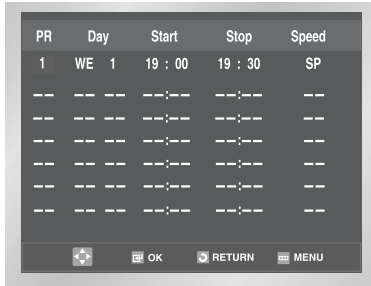 PR Day Start Stop Speed
1 WE 1 19 : 00 19 : 30 SP
–– –– –– ––:–– ––:–– ––
–– –– –– ––:–– ––:–– ––
–– –– –– ––:–– ––:–– ––
–– –– –– ––:–– ––:–– ––
–– –– –– ––:–– ––:–– ––
–– –– –– ––:–– ––:–– ––
OK RETURN MENU